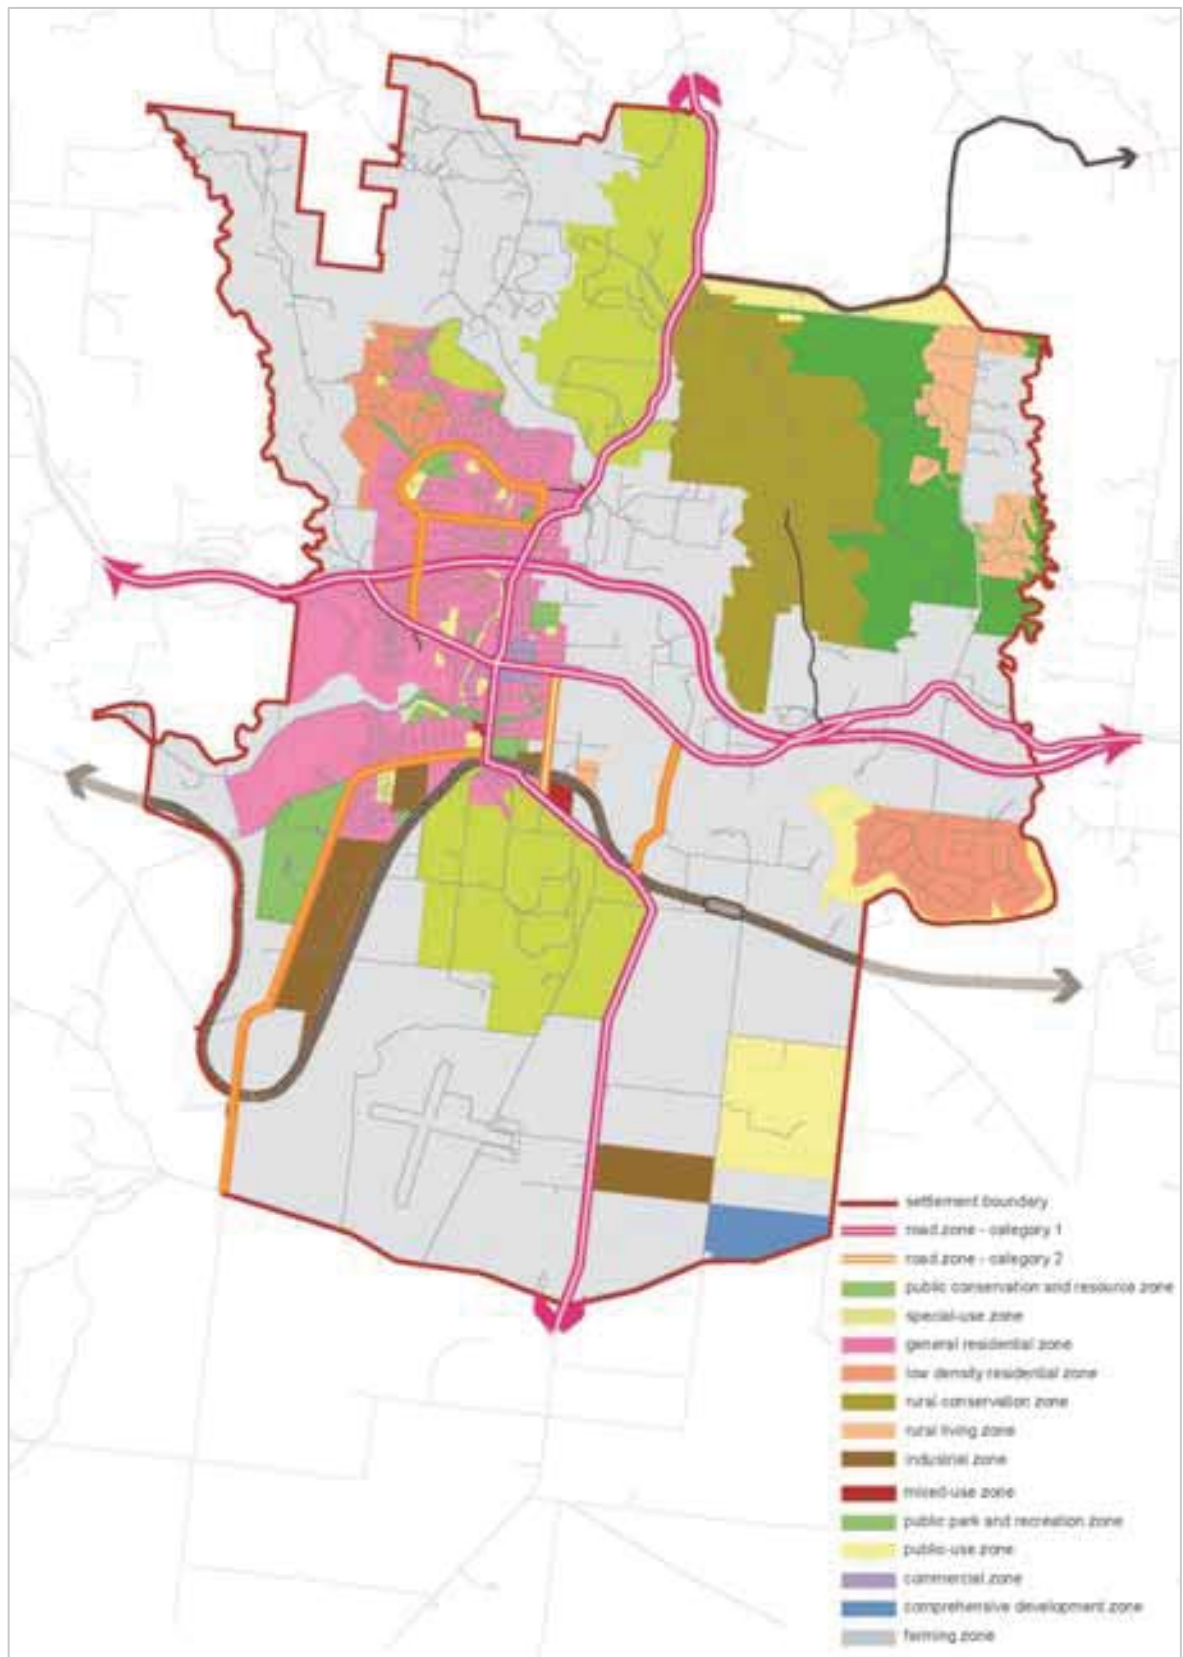 settlement boundary
road zone - category 1
road zone - category 2
public conservation and resource zone
special-use zone
general residential zone
low density residential zone
rural conservation zone
rural living zone
industrial zone
mixed-use zone
public park and recreation zone
public-use zone
commercial zone
comprehensive development zone
farming zone